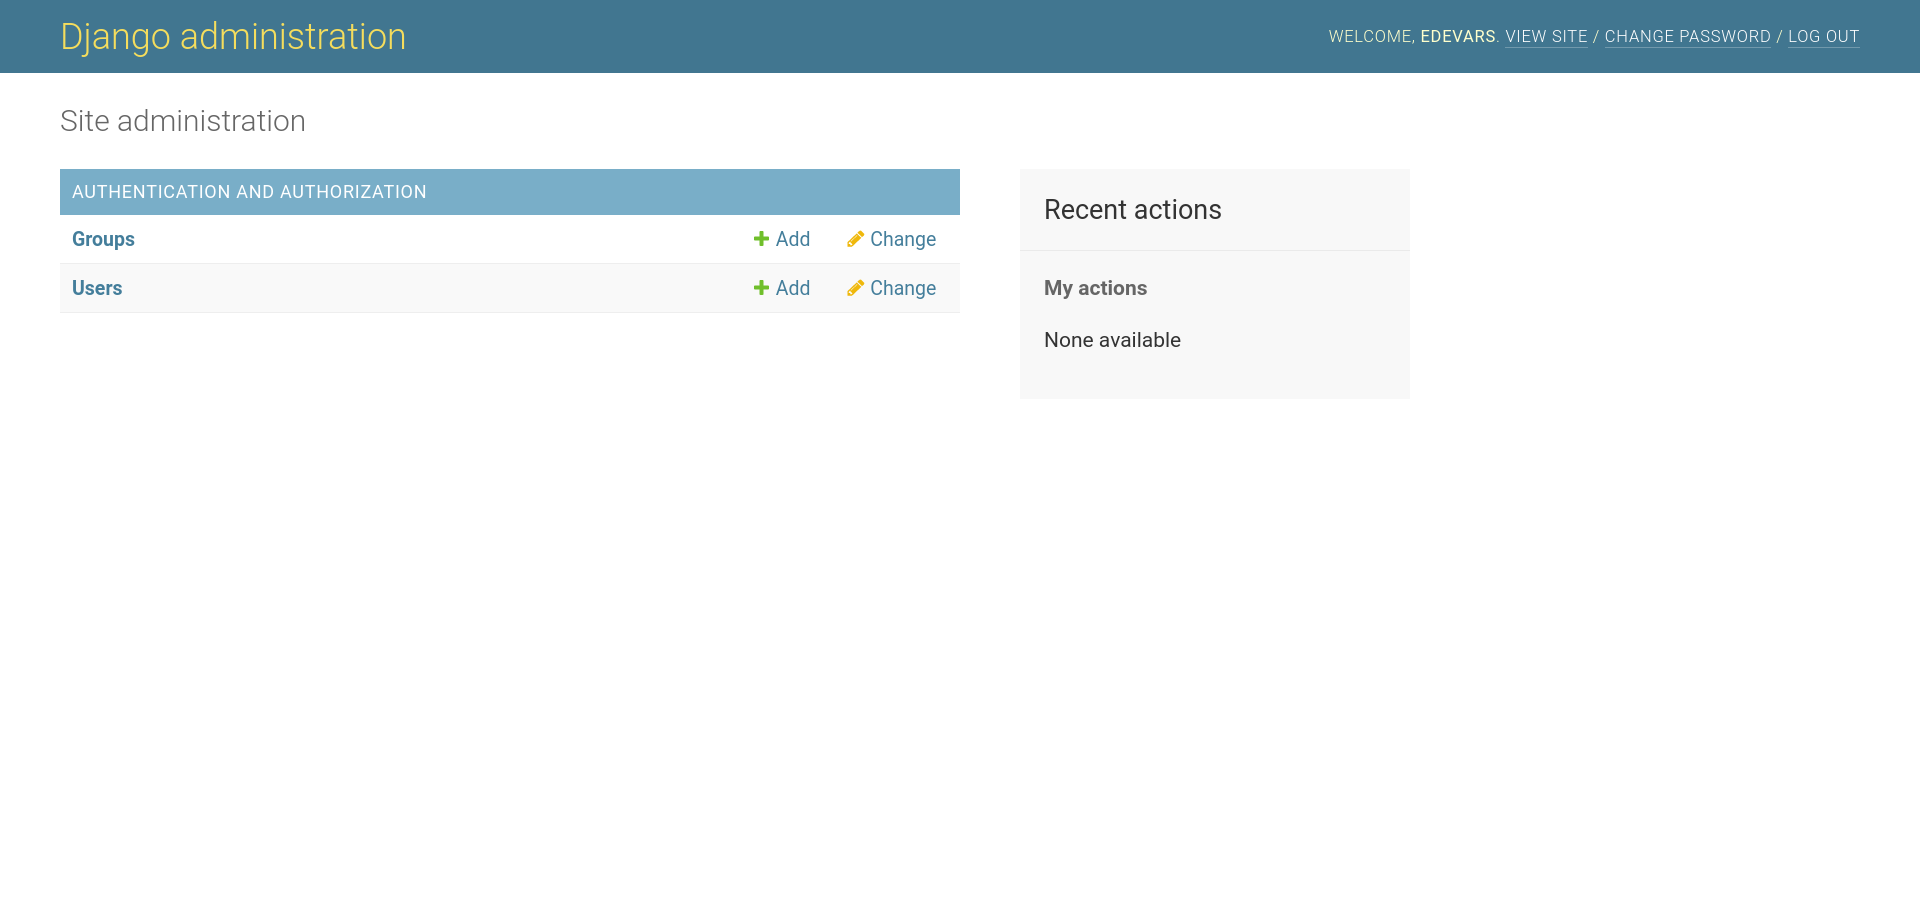 Django administration
WELCOME, EDEVARS. VIEW SITE / CHANGE PASSWORD / LOG OUT
Site administration
AUTHENTICATION AND AUTHORIZATION
Groups Add Change
Users Add Change
Recent actions
My actions
None available